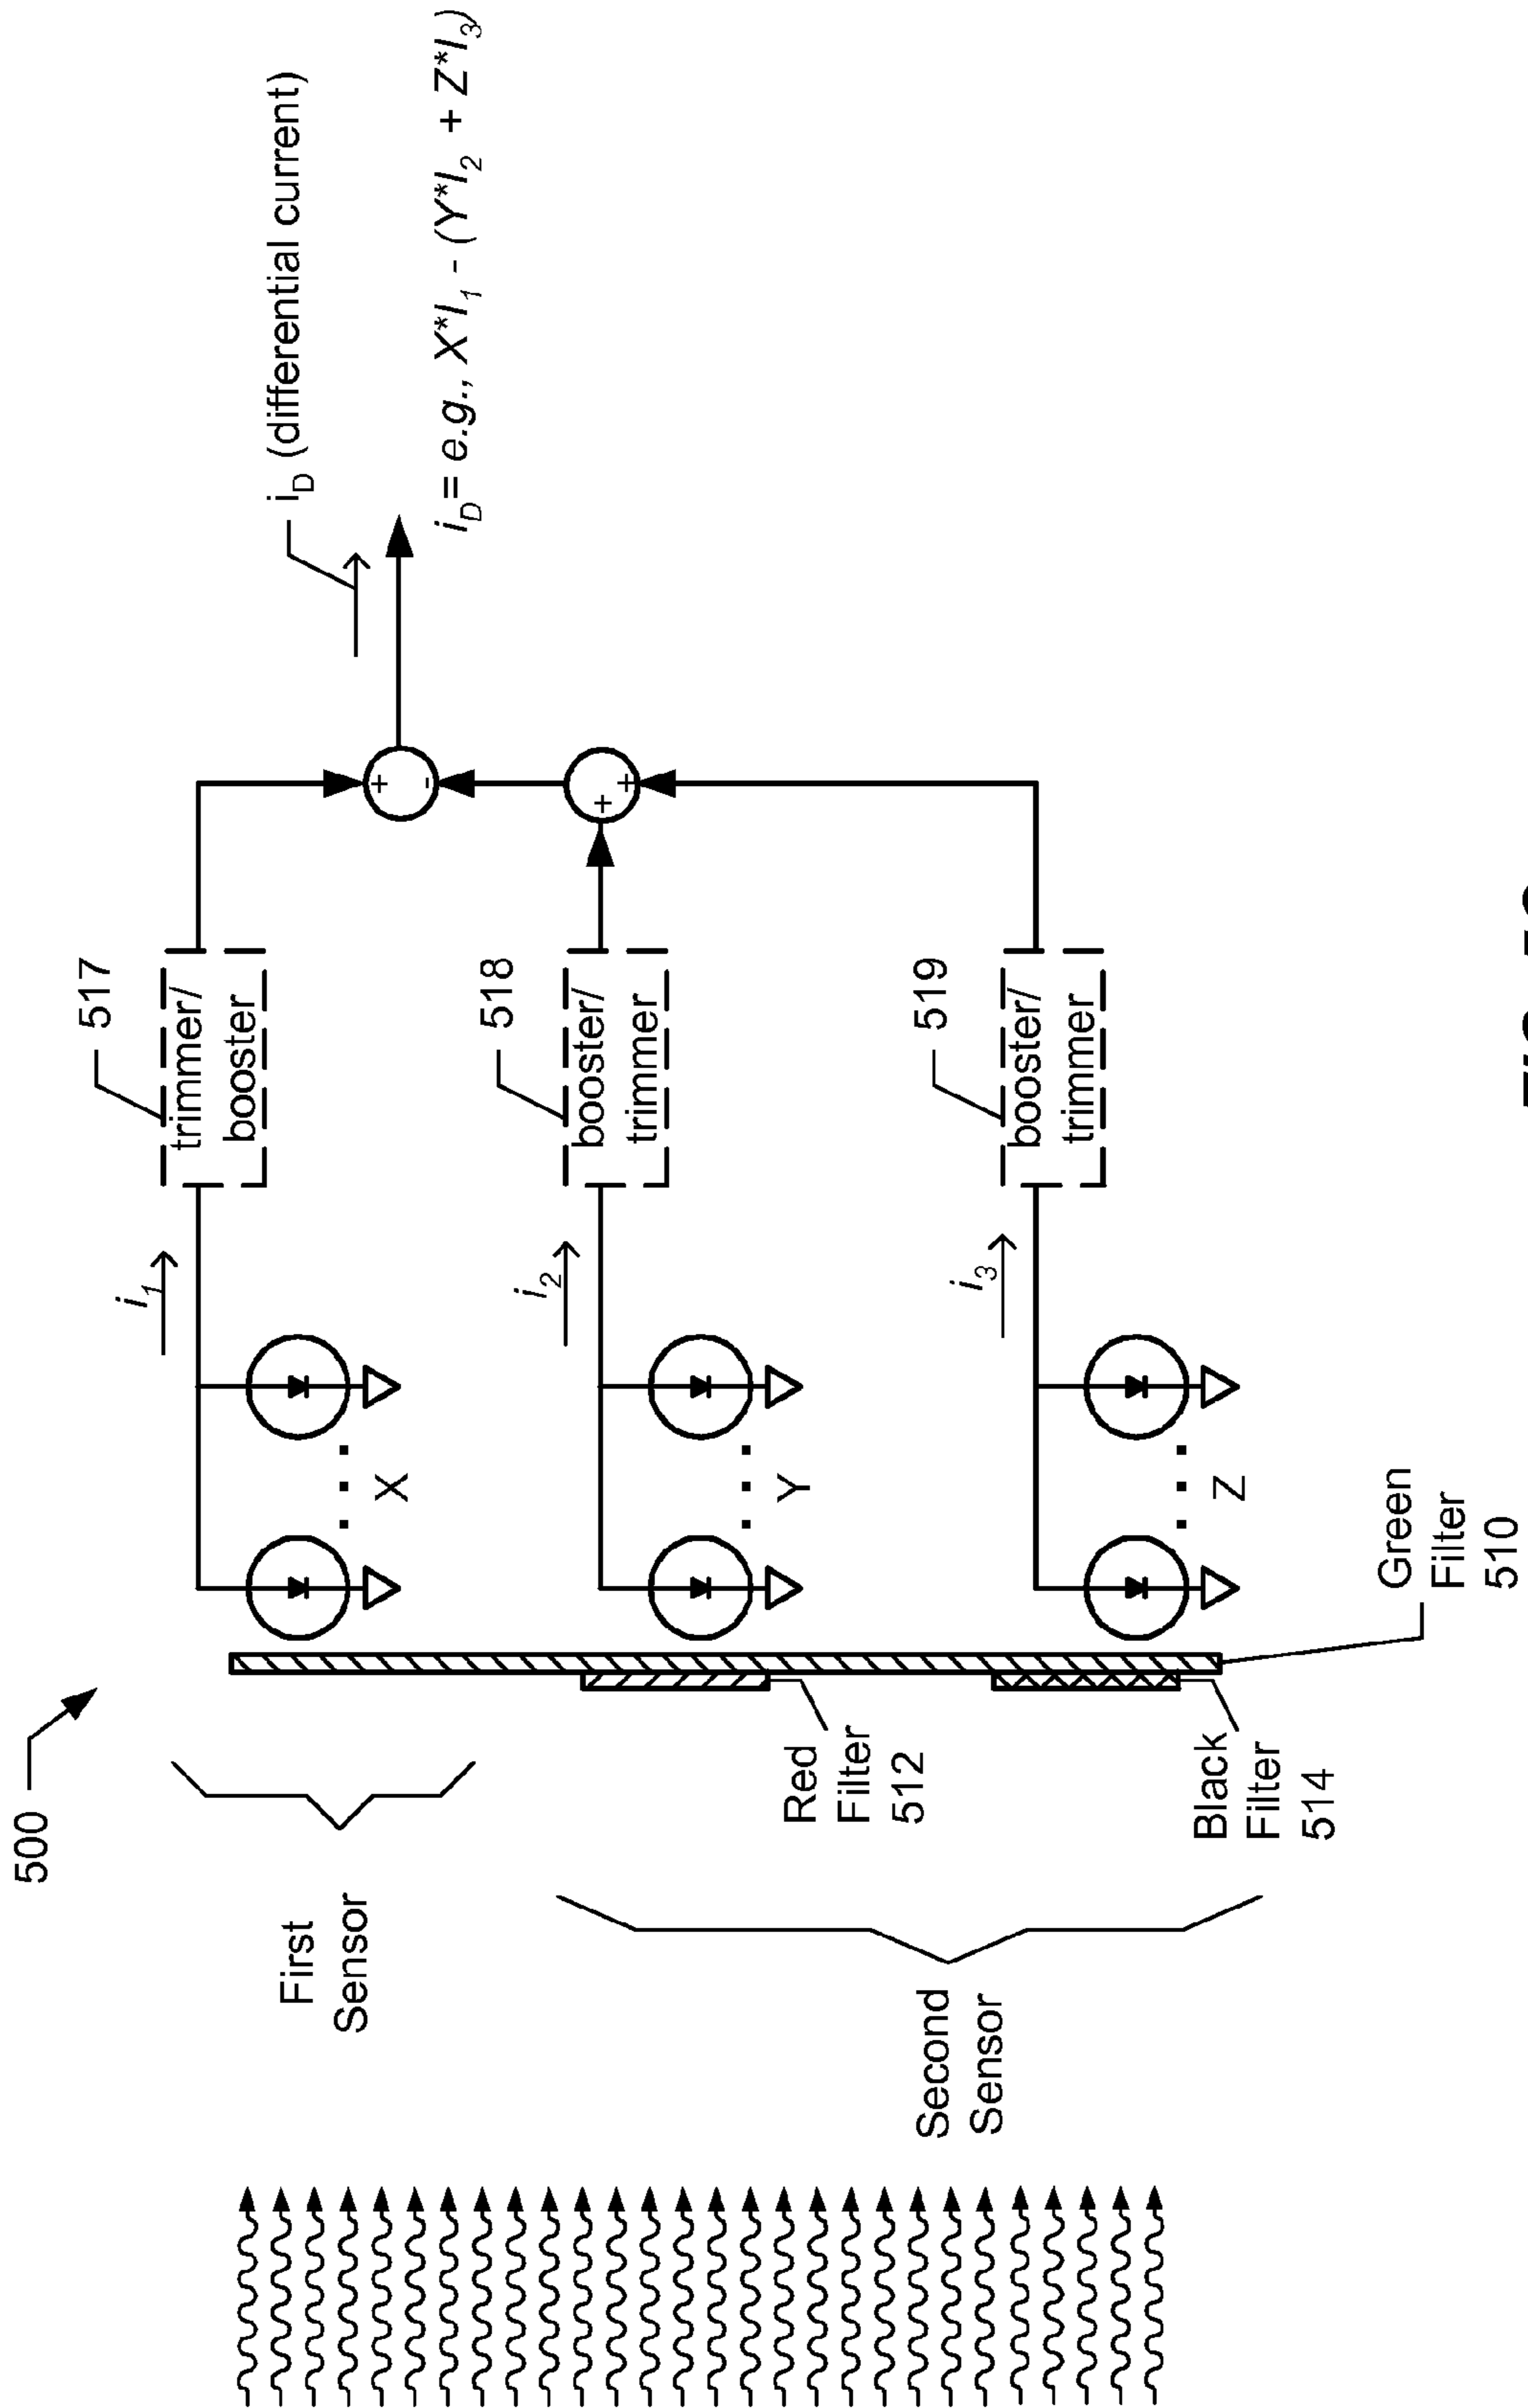 500
First
Sensor
Second
Sensor
Red
Filter
512
Black
Filter
514
Green
Filter
510
X
Y
Z
i1
i2
i3
517
trimmer/
booster
518
booster/
trimmer
519
booster/
trimmer
+
-
+
+
iD (differential current)
iD = e.g., X*I1 - (Y*I2 + Z*I3)